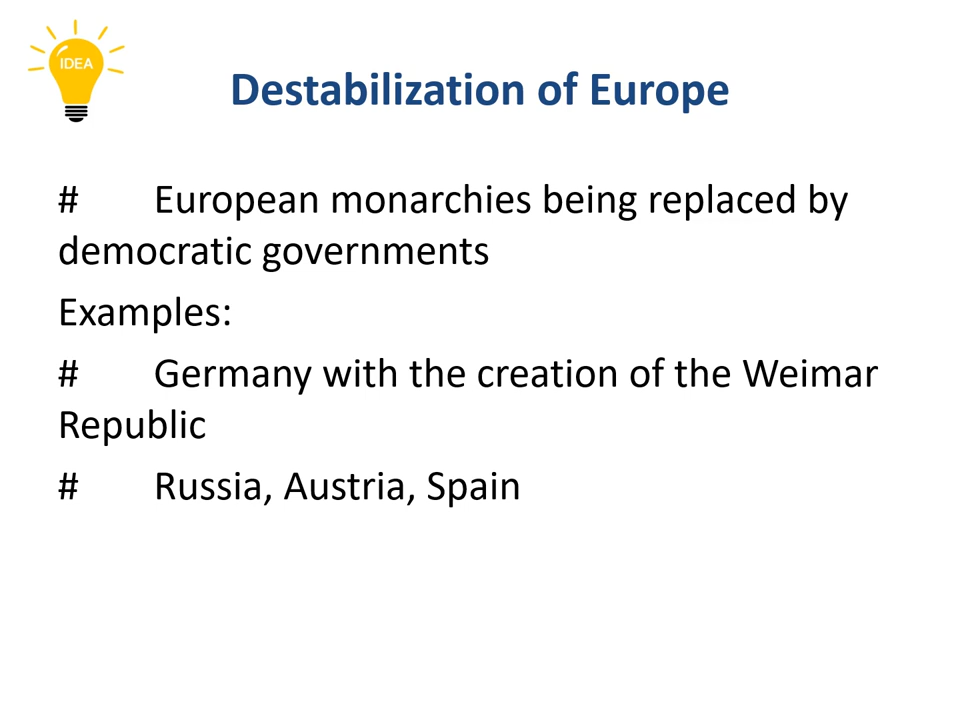 IDEA
Destabilization of Europe
# European monarchies being replaced by
democratic governments
Examples:
# Germany with the creation of the Weimar
Republic
# Russia, Austria, Spain